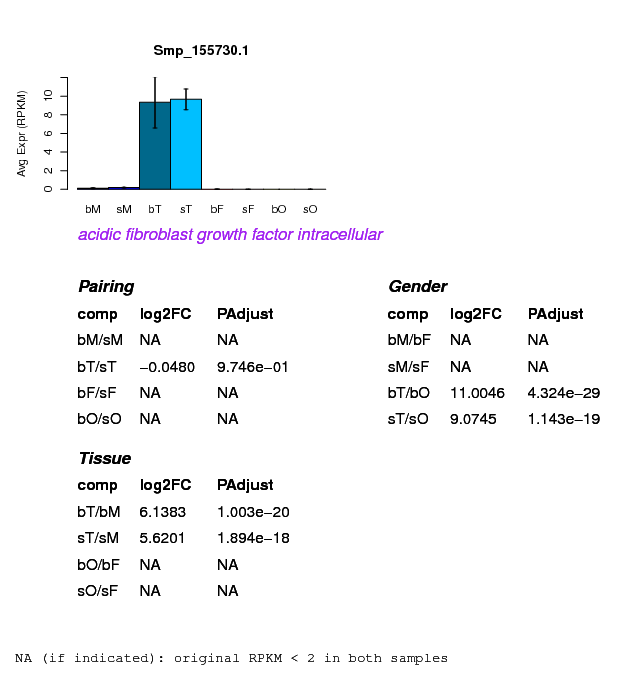 Smp_155730.1
Avg Expr (RPKM)
10
8
6
4
2
0
bM sM bT sT bF sF bO sO
acidic fibroblast growth factor intracellular
Pairing
comp log2FC PAdjust
bM/sM NA NA
bT/sT −0.0480 9.746e−01
bF/sF NA NA
bO/sO NA NA
Gender
comp log2FC PAdjust
bM/bF NA NA
sM/sF NA NA
bT/bO 11.0046 4.324e−29
sT/sO 9.0745 1.143e−19
Tissue
comp log2FC PAdjust
bT/bM 6.1383 1.003e−20
sT/sM 5.6201 1.894e−18
bO/bF NA NA
sO/sF NA NA
NA (if indicated): original RPKM < 2 in both samples